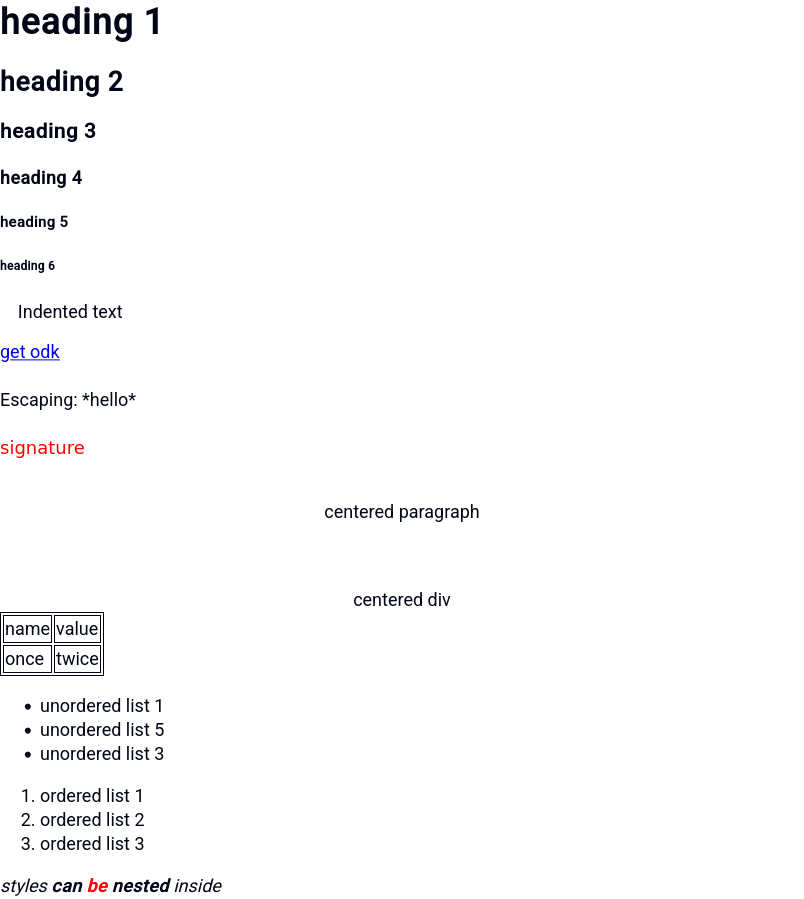 heading 1
heading 2
heading 3
heading 4
heading 5
heading 6
Indented text
get odk
Escaping: *hello*
signature
centered paragraph
centered div
name value
once twice
• unordered list 1
• unordered list 5
• unordered list 3
1. ordered list 1
2. ordered list 2
3. ordered list 3
styles can be nested inside